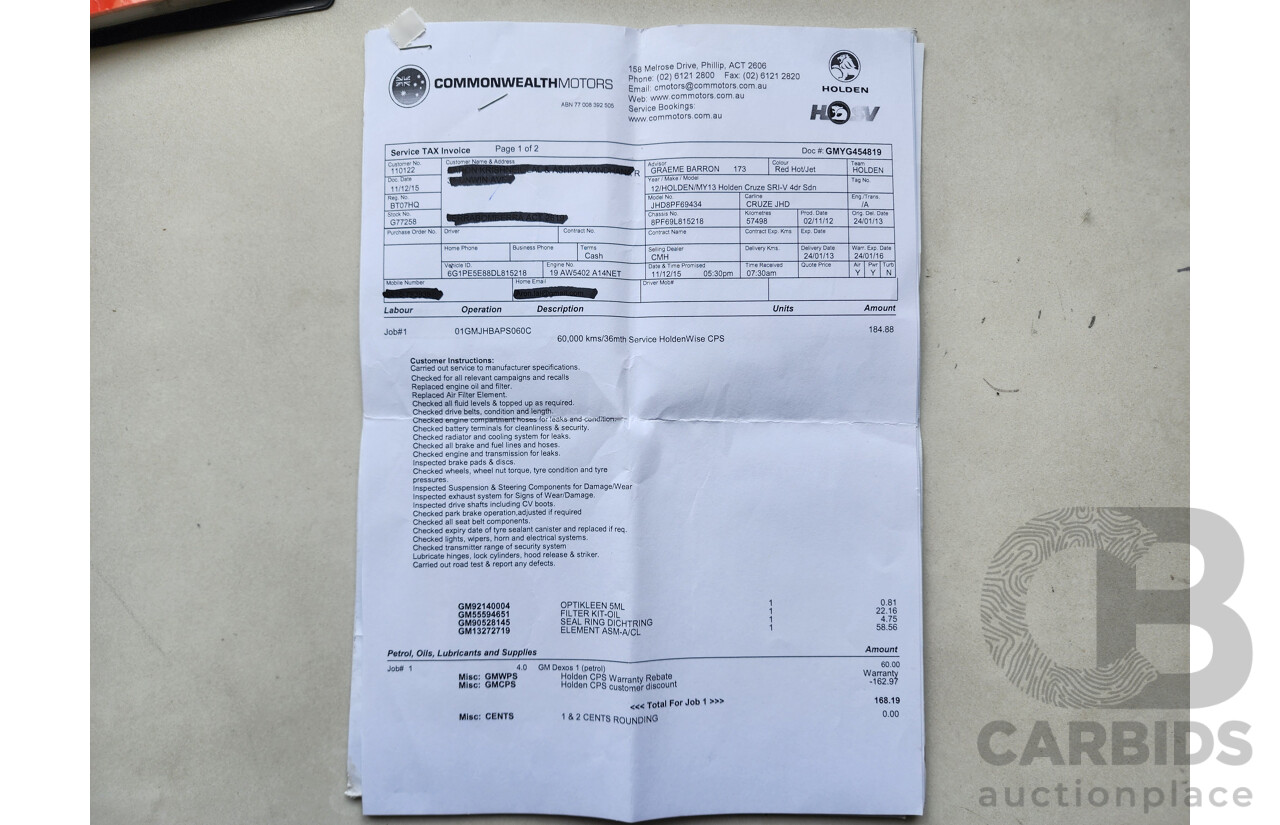 COMMONWEALTHMOTORS
ABN 77 008 392 505
158 Melrose Drive, Phillip, ACT 2606
Phone: (02) 6121 2800 Fax: (02) 6121 2820
Email: cmotors@commotors.com.au
Web: www.commotors.com.au
Service Bookings:
www.commotors.com.au
HOLDEN
HSV
Service TAX Invoice Page 1 of 2 Doc #: GMYG454819
Customer No.
110122
Customer Name & Address
Doc. Date
11/12/15
Reg. No.
BT07HQ
Stock No.
G77258
Advisor
GRAEME BARRON 173
Colour
Red Hot/Jet
Team
HOLDEN
Year / Make / Model
12/HOLDEN/MY13 Holden Cruze SRI-V 4dr Sdn
Tag No.
Model No.
JHD8PF69434
Carline
CRUZE JHD
Eng./Trans.
/A
Chassis No.
8PF69L815218
Kilometres
57498
Prod. Date
02/11/12
Orig. Del. Date
24/01/13
Purchase Order No.
Driver
Contract No.
Contract Name
Contract Exp. Kms
Exp. Date
Home Phone
Business Phone
Terms
Cash
Selling Dealer
CMH
Delivery Kms.
Delivery Date
24/01/13
Warr. Exp. Date
24/01/16
Vehicle ID.
6G1PE5E88DL815218
Engine No.
19 AW5402 A14NET
Date & Time Promised
11/12/15 05:30pm
Time Received
07:30am
Quote Price
Air Pwr Turb
Y Y N
Mobile Number
Home Email
Driver Mob#
Labour Operation Description Units Amount
Job#1 01GMJHBAPS060C 184.88
60,000 kms/36mth Service HoldenWise CPS
Customer Instructions:
Carried out service to manufacturer specifications.
Checked for all relevant campaigns and recalls
Replaced engine oil and filter.
Replaced Air Filter Element.
Checked all fluid levels & topped up as required.
Checked drive belts, condition and length.
Checked engine compartment hoses for leaks and condition.
Checked battery terminals for cleanliness & security.
Checked radiator and cooling system for leaks.
Checked all brake and fuel lines and hoses.
Checked engine and transmission for leaks.
Inspected brake pads & discs.
Checked wheels, wheel nut torque, tyre condition and tyre
pressures.
Inspected Suspension & Steering Components for Damage/Wear
Inspected exhaust system for Signs of Wear/Damage.
Inspected drive shafts including CV boots.
Checked park brake operation,adjusted if required
Checked all seat belt components.
Checked expiry date of tyre sealant canister and replaced if req.
Checked lights, wipers, horn and electrical systems.
Checked transmitter range of security system
Lubricate hinges, lock cylinders, hood release & striker.
Carried out road test & report any defects.
GM92140004 OPTIKLEEN 5ML 1 0.81
GM55594651 FILTER KIT-OIL 1 22.16
GM90528145 SEAL RING DICHTRING 1 4.75
GM13272719 ELEMENT ASM-A/CL 1 58.56
Petrol, Oils, Lubricants and Supplies Amount
Job# 1 4.0 GM Dexos 1 (petrol) 60.00
Misc: GMWPS Holden CPS Warranty Rebate Warranty
Misc: GMCPS Holden CPS customer discount -162.97
<<< Total For Job 1 >>> 168.19
Misc: CENTS 1 & 2 CENTS ROUNDING 0.00
CB
CARBIDS
auctionplace